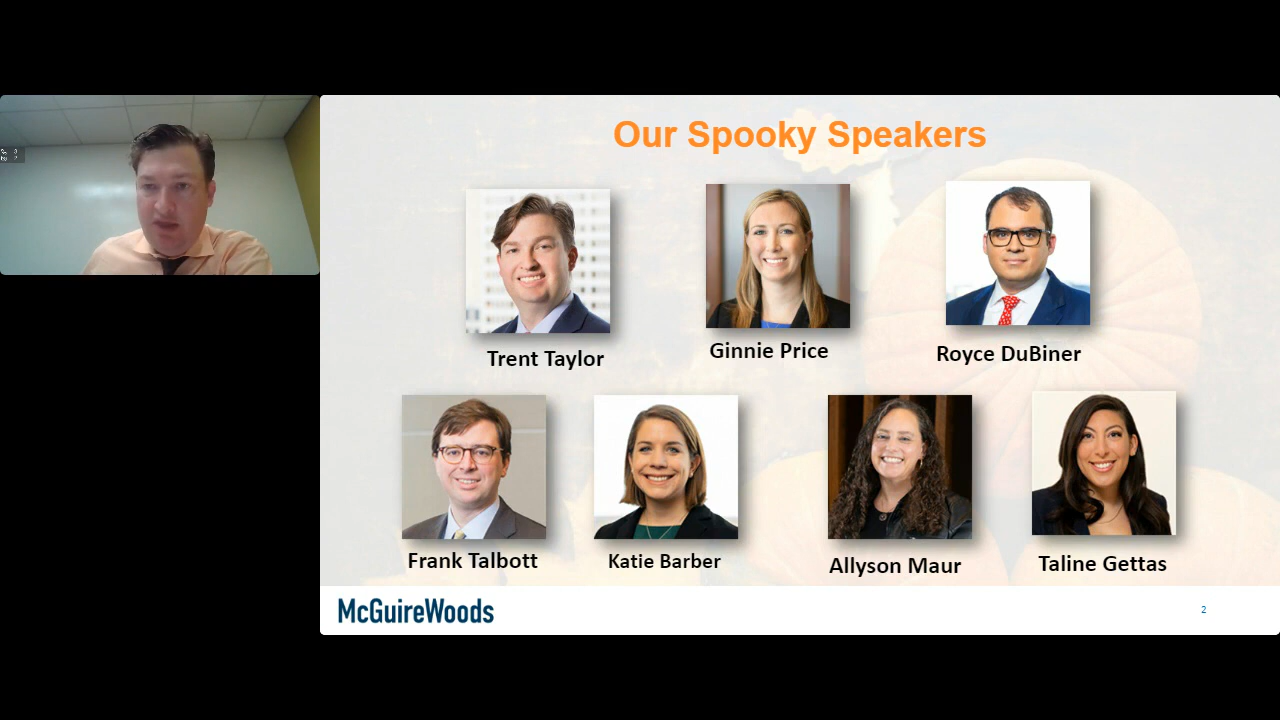 Our Spooky Speakers
Trent Taylor
Ginnie Price
Royce DuBiner
Frank Talbott
Katie Barber
Allyson Maur
Taline Gettas
McGuireWoods
2